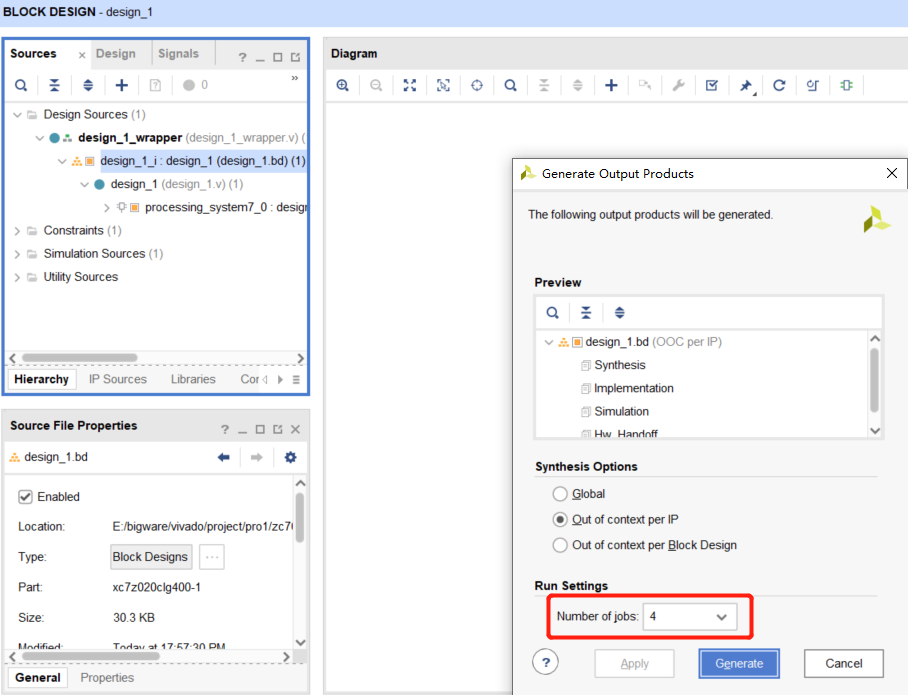 BLOCK DESIGN - design_1
Sources
Design
Signals
?
0
»
Design Sources (1)
design_1_wrapper (design_1_wrapper.v) (
design_1_i : design_1 (design_1.bd) (1)
design_1 (design_1.v) (1)
processing_system7_0 : desig
Constraints (1)
Simulation Sources (1)
Utility Sources
Hierarchy
IP Sources
Libraries
Cor
Source File Properties
?
design_1.bd
Enabled
Location: E:/bigware/vivado/project/pro1/zc7
Type: Block Designs ...
Part: xc7z020clg400-1
Size: 30.3 KB
Modified: Today at 17:57:30 PM
General
Properties
Diagram
Generate Output Products
The following output products will be generated.
Preview
design_1.bd (OOC per IP)
Synthesis
Implementation
Simulation
Hw_Handoff
Synthesis Options
Global
Out of context per IP
Out of context per Block Design
Run Settings
Number of jobs: 4
?
Apply
Generate
Cancel